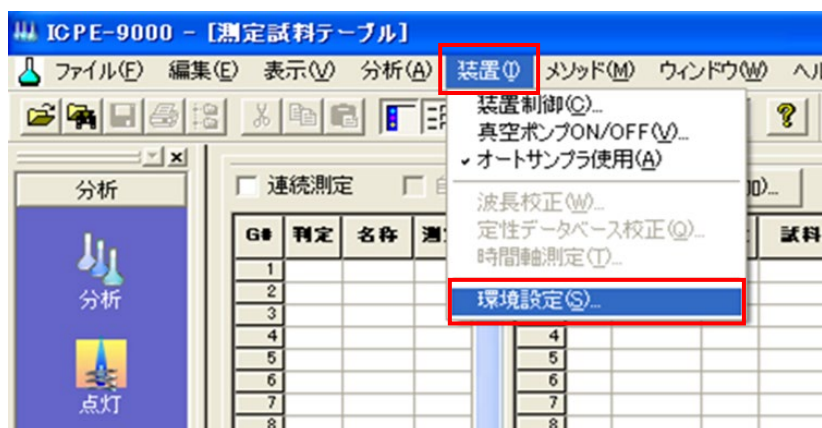 ICPE-9000 - [測定試料テーブル]
ファイル(F) 編集(E) 表示(V) 分析(A) 装置(I) メソッド(M) ウィンドウ(W)
装置制御(C)...
真空ポンプON/OFF(V)...
オートサンプラ使用(A)
波長校正(W)...
定性データベース校正(Q)...
時間軸測定(T)...
環境設定(S)...
分析
連続測定
G# 判定 名称 試料
1
2
3
4 4
5 5
6 6
7 7
8 8
分析
点灯